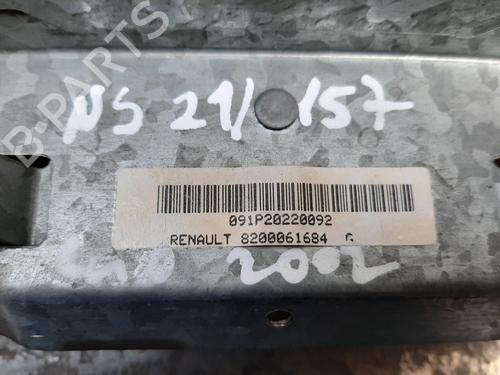 NS 21/157
091P20220092
RENAULT 8200061684 G
2002
B-PARTS